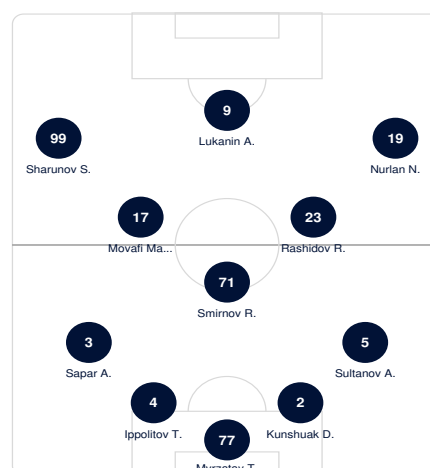 9
Lukanin A.
99
Sharunov S.
19
Nurlan N.
17
Movafi Ma...
23
Rashidov R.
71
Smirnov R.
3
Sapar A.
5
Sultanov A.
4
Ippolitov T.
2
Kunshuak D.
77